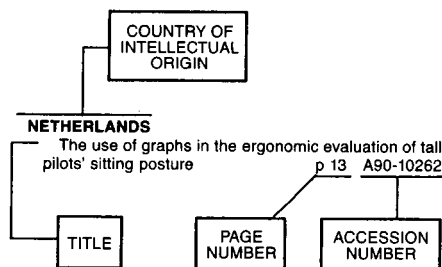 COUNTRY OF
INTELLECTUAL
ORIGIN
NETHERLANDS
The use of graphs in the ergonomic evaluation of tall
pilots' sitting posture p 13 A90-10262
TITLE
PAGE
NUMBER
ACCESSION
NUMBER